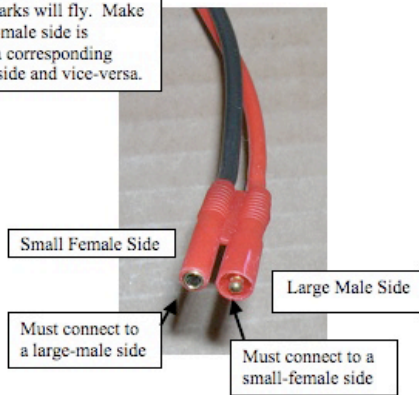 arks will fly. Make
male side is
corresponding
side and vice-versa.
Small Female Side
Large Male Side
Must connect to
a large-male side
Must connect to a
small-female side